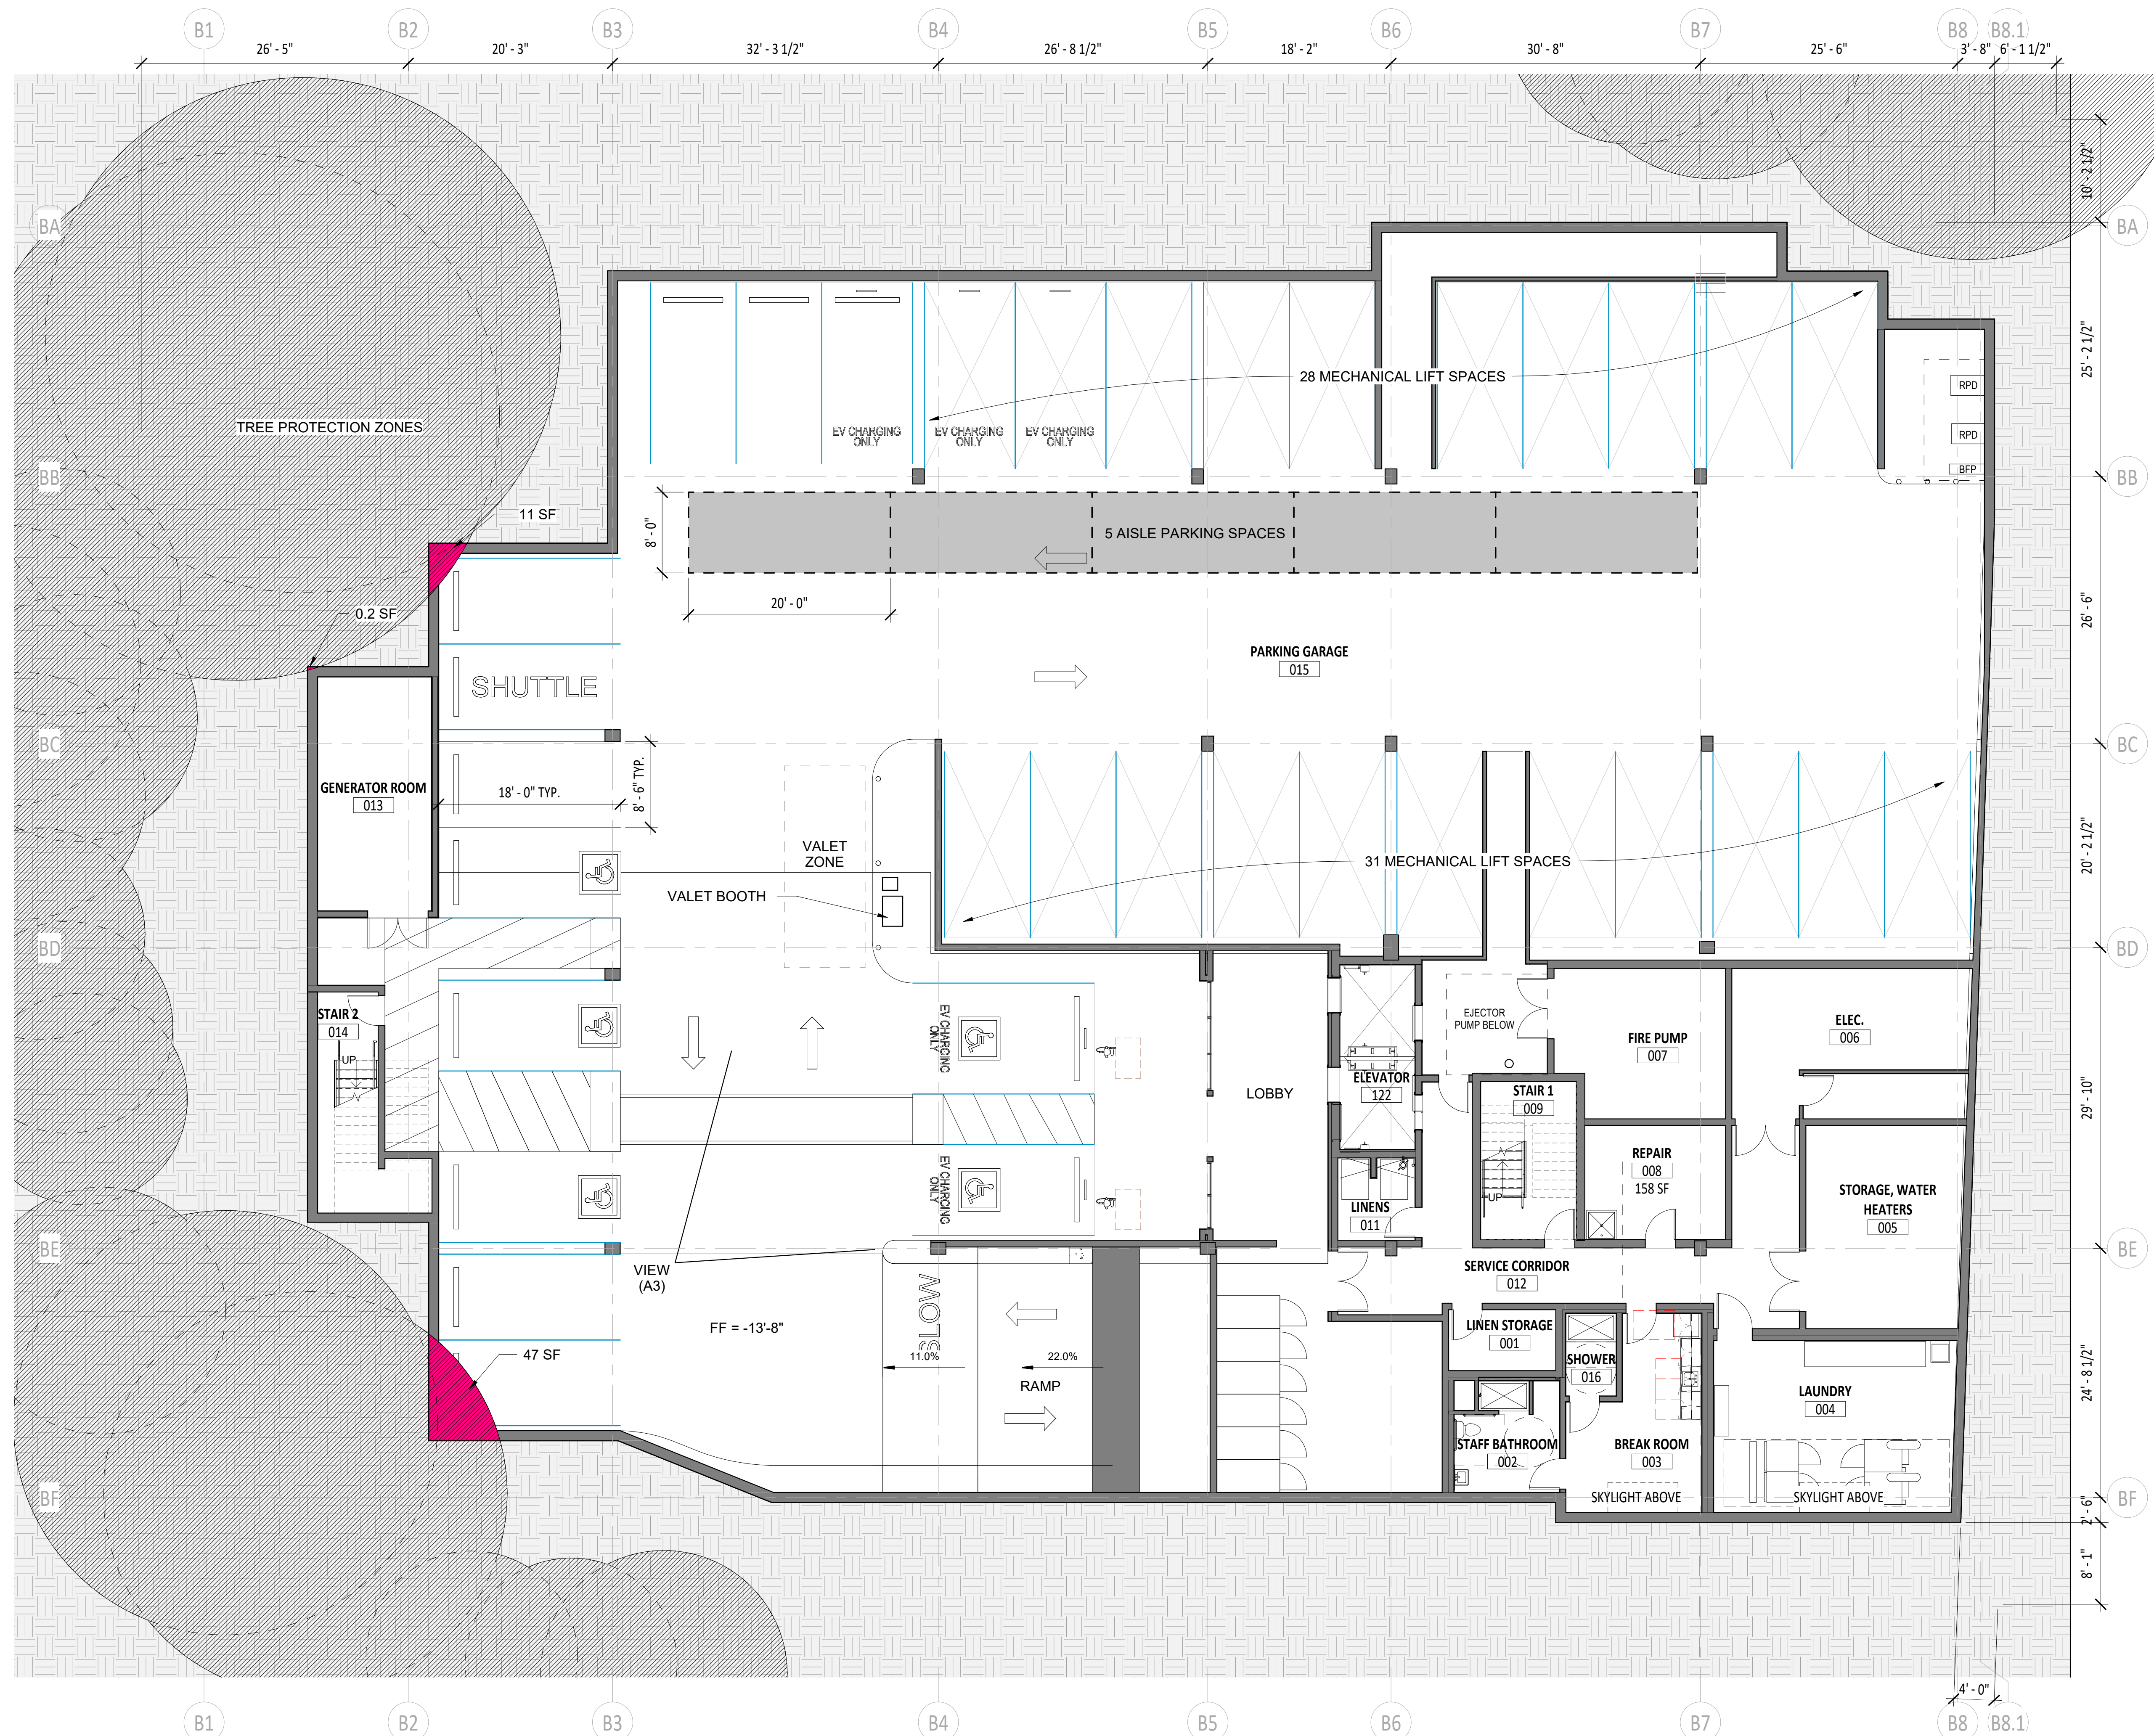 B1
B2
B3
B4
B5
B6
B7
B8
B8.1
26' - 5"
20' - 3"
32' - 3 1/2"
26' - 8 1/2"
18' - 2"
30' - 8"
25' - 6"
3' - 8"
6' - 1 1/2"
10' - 2 1/2"
BA
BA
25' - 2 1/2"
28 MECHANICAL LIFT SPACES
RPD
RPD
BFP
TREE PROTECTION ZONES
EV CHARGING
ONLY
EV CHARGING
ONLY
EV CHARGING
ONLY
BB
BB
11 SF
8' - 0"
5 AISLE PARKING SPACES
20' - 0"
0.2 SF
26' - 6"
PARKING GARAGE
015
SHUTTLE
BC
BC
GENERATOR ROOM
013
18' - 0" TYP.
8' - 6" TYP.
VALET
ZONE
31 MECHANICAL LIFT SPACES
20' - 2 1/2"
VALET BOOTH
BD
BD
STAIR 2
014
UP
EV CHARGING
ONLY
EJECTOR
PUMP BELOW
FIRE PUMP
007
ELEC.
006
LOBBY
ELEVATOR
122
STAIR 1
009
UP
29' - 10"
REPAIR
008
158 SF
EV CHARGING
ONLY
LINENS
011
STORAGE, WATER
HEATERS
005
BE
BE
VIEW
(A3)
SERVICE CORRIDOR
012
SLOW
FF = -13'-8"
47 SF
11.0%
22.0%
RAMP
LINEN STORAGE
001
SHOWER
016
LAUNDRY
004
24' - 8 1/2"
STAFF BATHROOM
002
BREAK ROOM
003
SKYLIGHT ABOVE
SKYLIGHT ABOVE
BF
BF
2' - 6"
8' - 1"
4' - 0"
B1
B2
B3
B4
B5
B6
B7
B8
B8.1